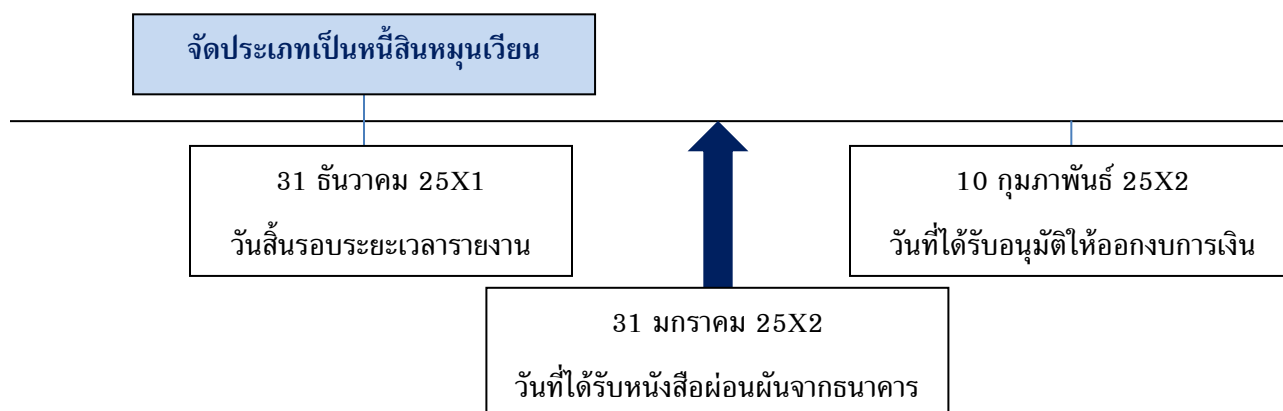 จัดประเภทเป็นหนี้สินหมุนเวียน
31 ธันวาคม 25X1
วันสิ้นรอบระยะเวลารายงาน
10 กุมภาพันธ์ 25X2
วันที่ได้รับอนุมัติให้ออกงบการเงิน
31 มกราคม 25X2
วันที่ได้รับหนังสือผ่อนผันจากธนาคาร